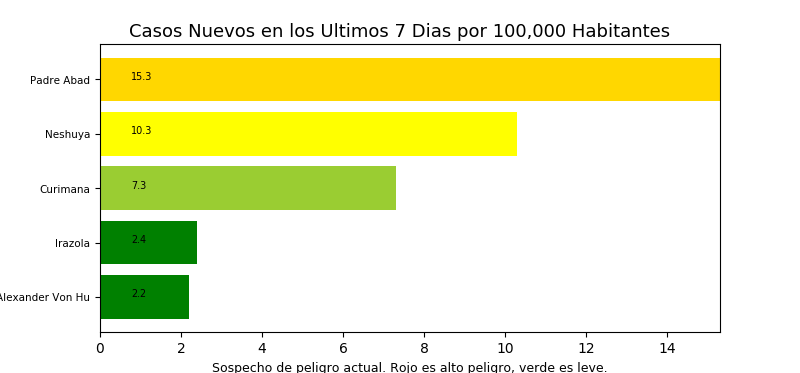 Casos Nuevos en los Ultimos 7 Dias por 100,000 Habitantes
Padre Abad 15.3
Neshuya 10.3
Curimana 7.3
Irazola 2.4
Alexander Von Hu 2.2
0 2 4 6 8 10 12 14
Sospecho de peligro actual. Rojo es alto peligro, verde es leve.